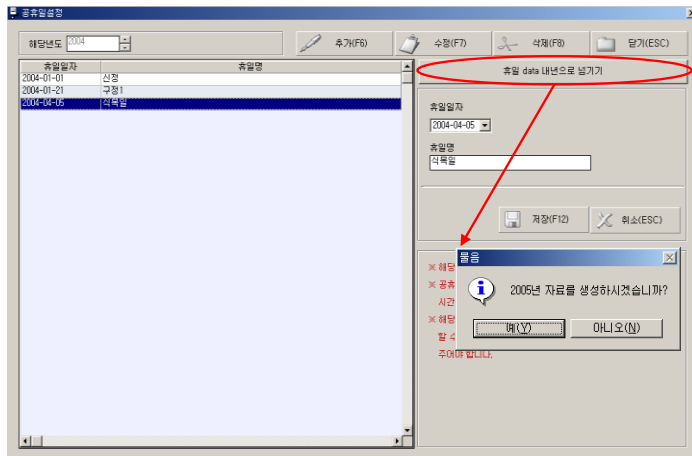 공휴일설정
해당년도 2004
추가(F6) 수정(F7) 삭제(F8) 닫기(ESC)
휴일일자 휴일명
2004-01-01 신정
2004-01-21 구정1
2004-04-05 식목일
휴일 data 내년으로 넘기기
휴일일자
2004-04-05
휴일명
식목일
저장(F12) 취소(ESC)
※ 해당
※ 공휴
시간
※ 해당
할 수
주어야 합니다.
물음
2005년 자료를 생성하시겠습니까?
예(Y) 아니오(N)